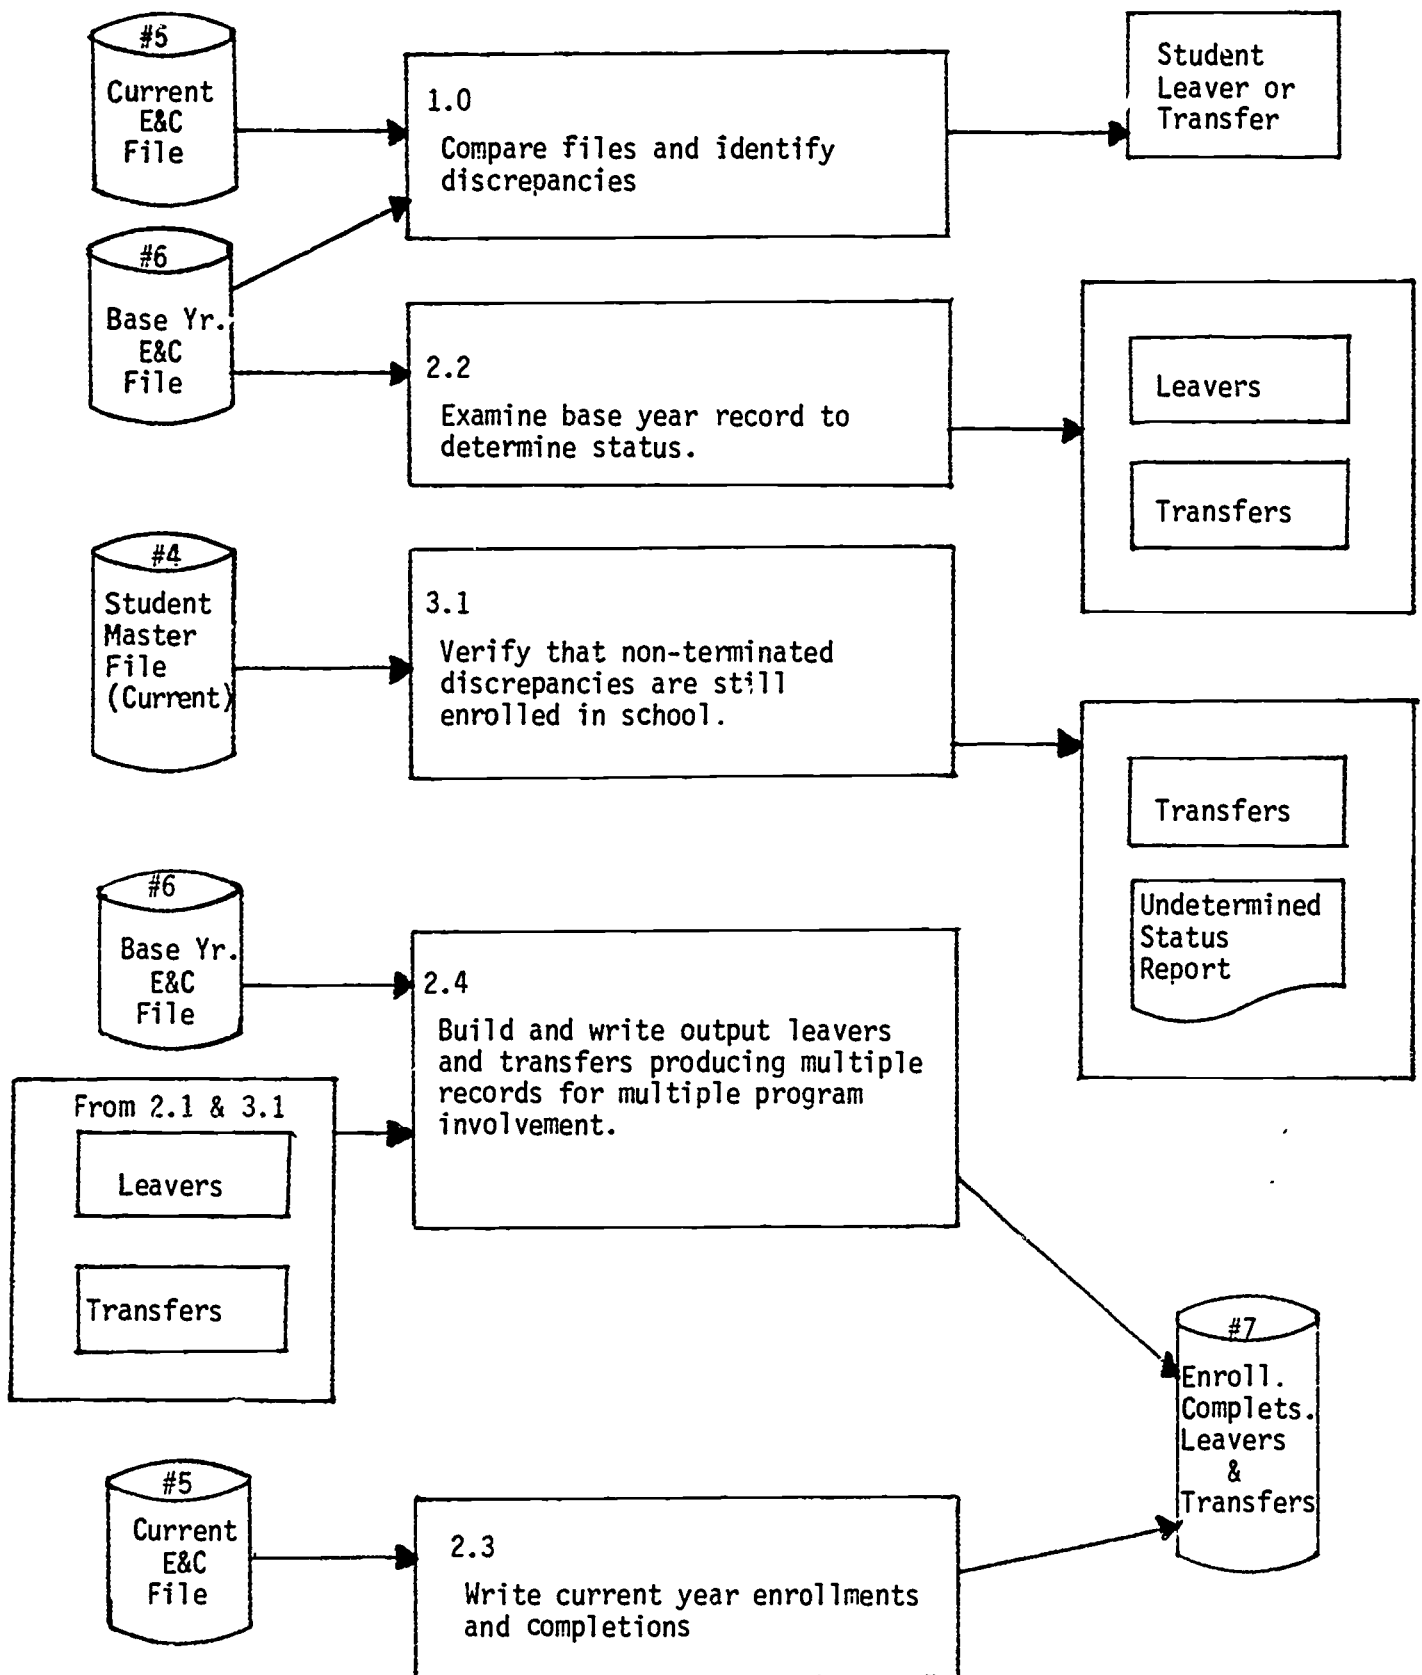 #5
Current
E&C
File
1.0
Compare files and identify
discrepancies
Student
Leaver or
Transfer
#6
Base Yr.
E&C
File
2.2
Examine base year record to
determine status.
Leavers
Transfers
#4
Student
Master
File
(Current)
3.1
Verify that non-terminated
discrepancies are still
enrolled in school.
Transfers
Undetermined
Status
Report
#6
Base Yr.
E&C
File
2.4
Build and write output leavers
and transfers producing multiple
records for multiple program
involvement.
From 2.1 & 3.1
Leavers
Transfers
#7
Enroll.
Complets.
Leavers
&
Transfers
#5
Current
E&C
File
2.3
Write current year enrollments
and completions